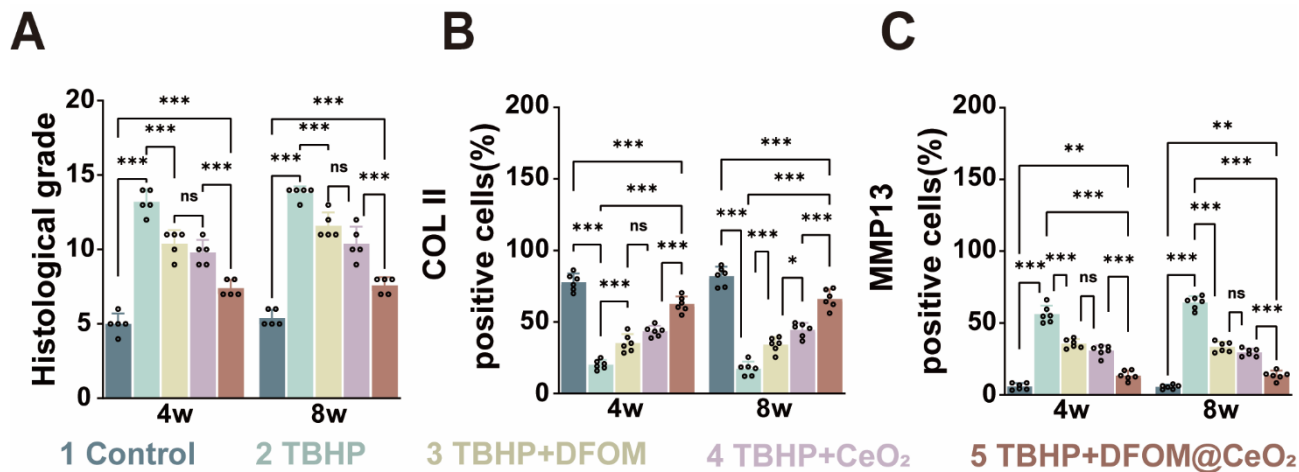 A
B
C
Histological grade
20
15
10
5
0
***
***
***
ns
***
***
***
***
ns
***
4w
8w
COL II
positive cells(%)
200
150
100
50
0
***
***
***
***
ns
***
***
***
***
***
*
***
4w
8w
MMP13
positive cells(%)
200
150
100
50
0
**
***
***
***
ns
***
**
***
***
***
ns
***
4w
8w
1 Control
2 TBHP
3 TBHP+DFOM
4 TBHP+CeO₂
5 TBHP+DFOM@CeO₂